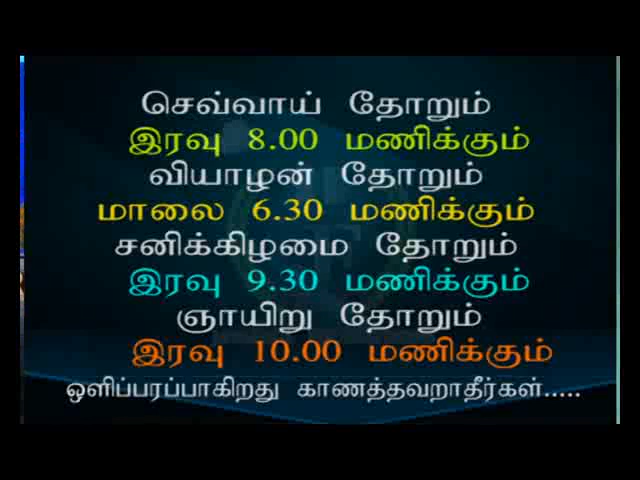 செவ்வாய் தோறும்
இரவு 8.00 மணிக்கும்
வியாழன் தோறும்
மாலை 6.30 மணிக்கும்
சனிக்கிழமை தோறும்
இரவு 9.30 மணிக்கும்
ஞாயிறு தோறும்
இரவு 10.00 மணிக்கும்
ஒளிப்பரப்பாகிறது காணத்தவறாதீர்கள்.....